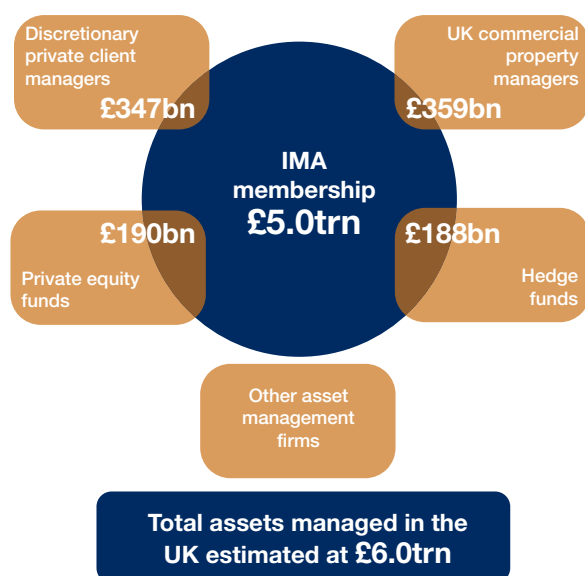 Discretionary
private client
managers
£347bn
UK commercial
property
managers
£359bn
IMA
membership
£5.0trn
£190bn
Private equity
funds
£188bn
Hedge
funds
Other asset
management
firms
Total assets managed in the
UK estimated at £6.0trn